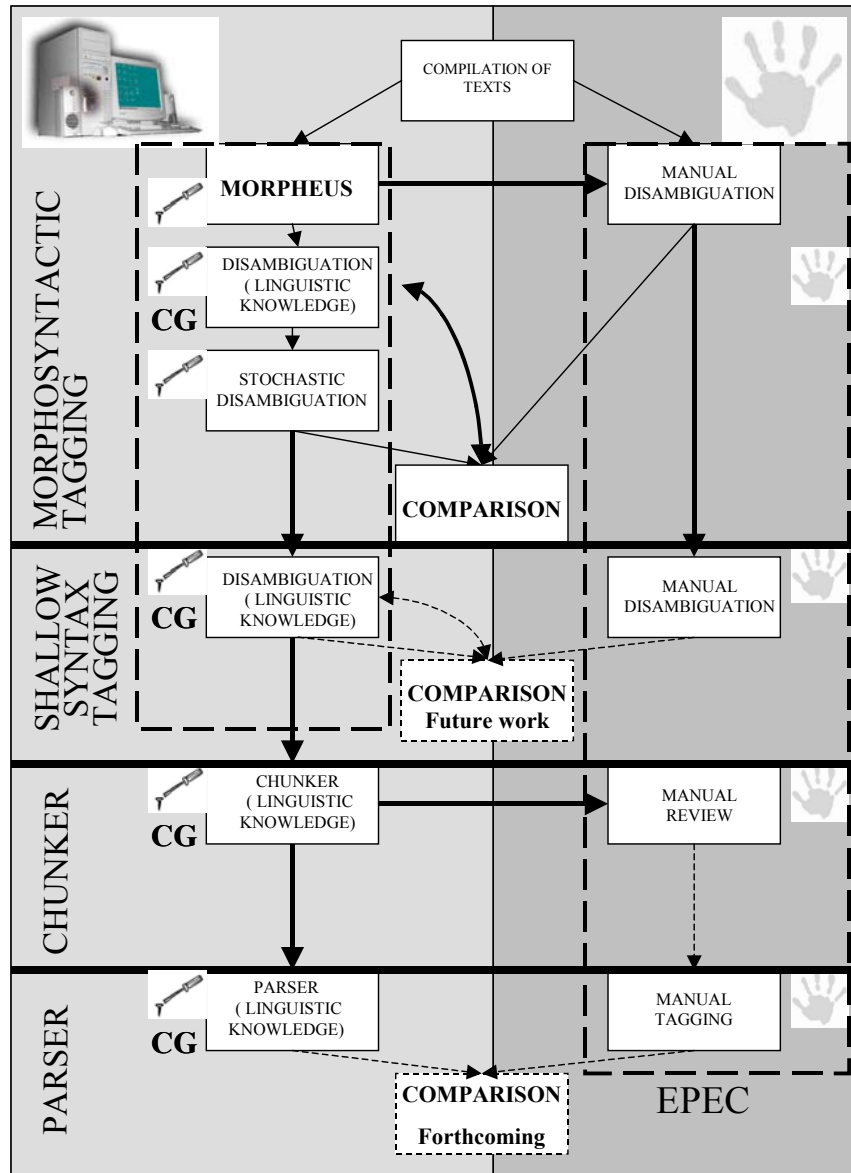 COMPILATION OF
TEXTS
MORPHOSYNTACTIC
TAGGING
MORPHEUS
MANUAL
DISAMBIGUATION
DISAMBIGUATION
( LINGUISTIC
KNOWLEDGE)
CG
STOCHASTIC
DISAMBIGUATION
COMPARISON
SHALLOW
SYNTAX
TAGGING
DISAMBIGUATION
( LINGUISTIC
KNOWLEDGE)
CG
MANUAL
DISAMBIGUATION
COMPARISON
Future work
CHUNKER
CHUNKER
( LINGUISTIC
KNOWLEDGE)
CG
MANUAL
REVIEW
PARSER
PARSER
( LINGUISTIC
KNOWLEDGE)
CG
MANUAL
TAGGING
COMPARISON
Forthcoming
EPEC